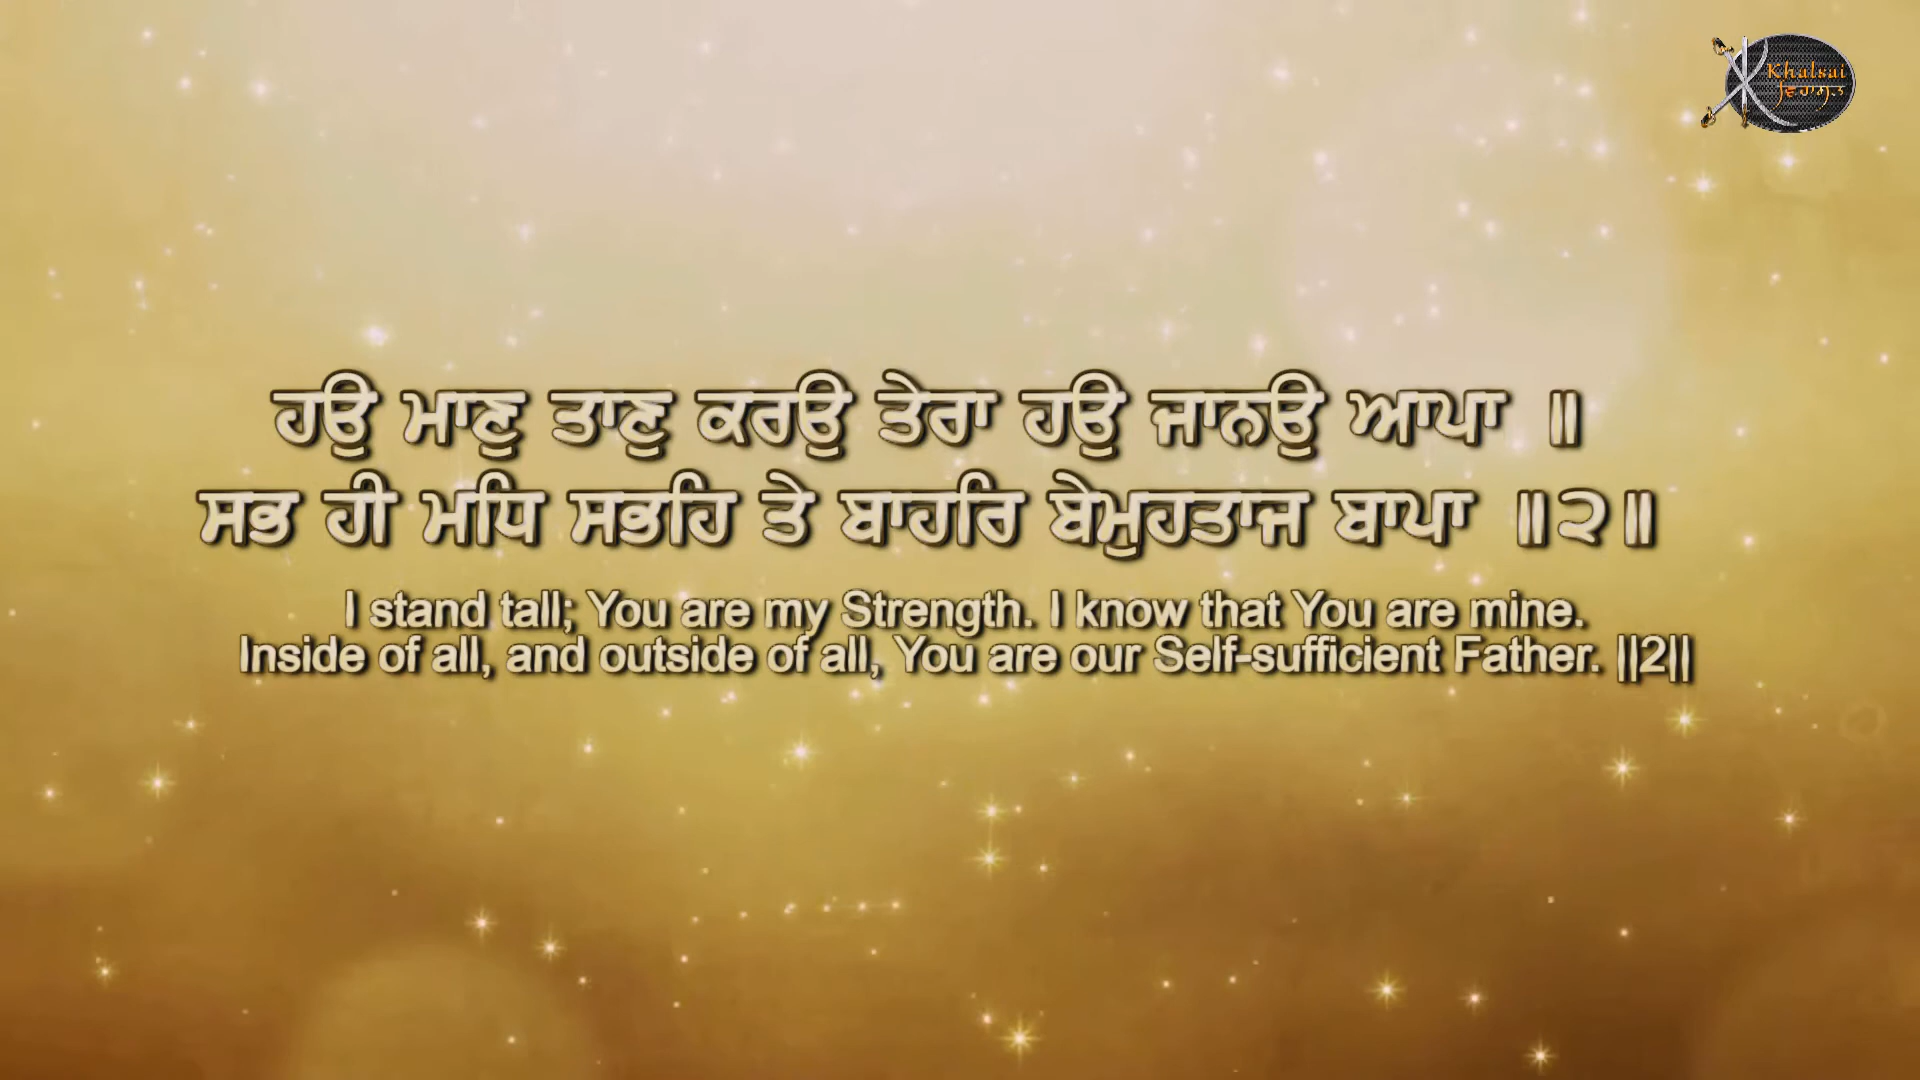 Khalsai
ਵਿਰਾਸਤ
ਹਉ ਮਾਣੁ ਤਾਣੁ ਕਰਉ ਤੇਰਾ ਹਉ ਜਾਨਉ ਆਪਾ ॥
ਸਭ ਹੀ ਮਧਿ ਸਭਹਿ ਤੇ ਬਾਹਰਿ ਬੇਮੁਹਤਾਜ ਬਾਪਾ ॥੨॥
I stand tall; You are my Strength. I know that You are mine.
Inside of all, and outside of all, You are our Self-sufficient Father. ||2||